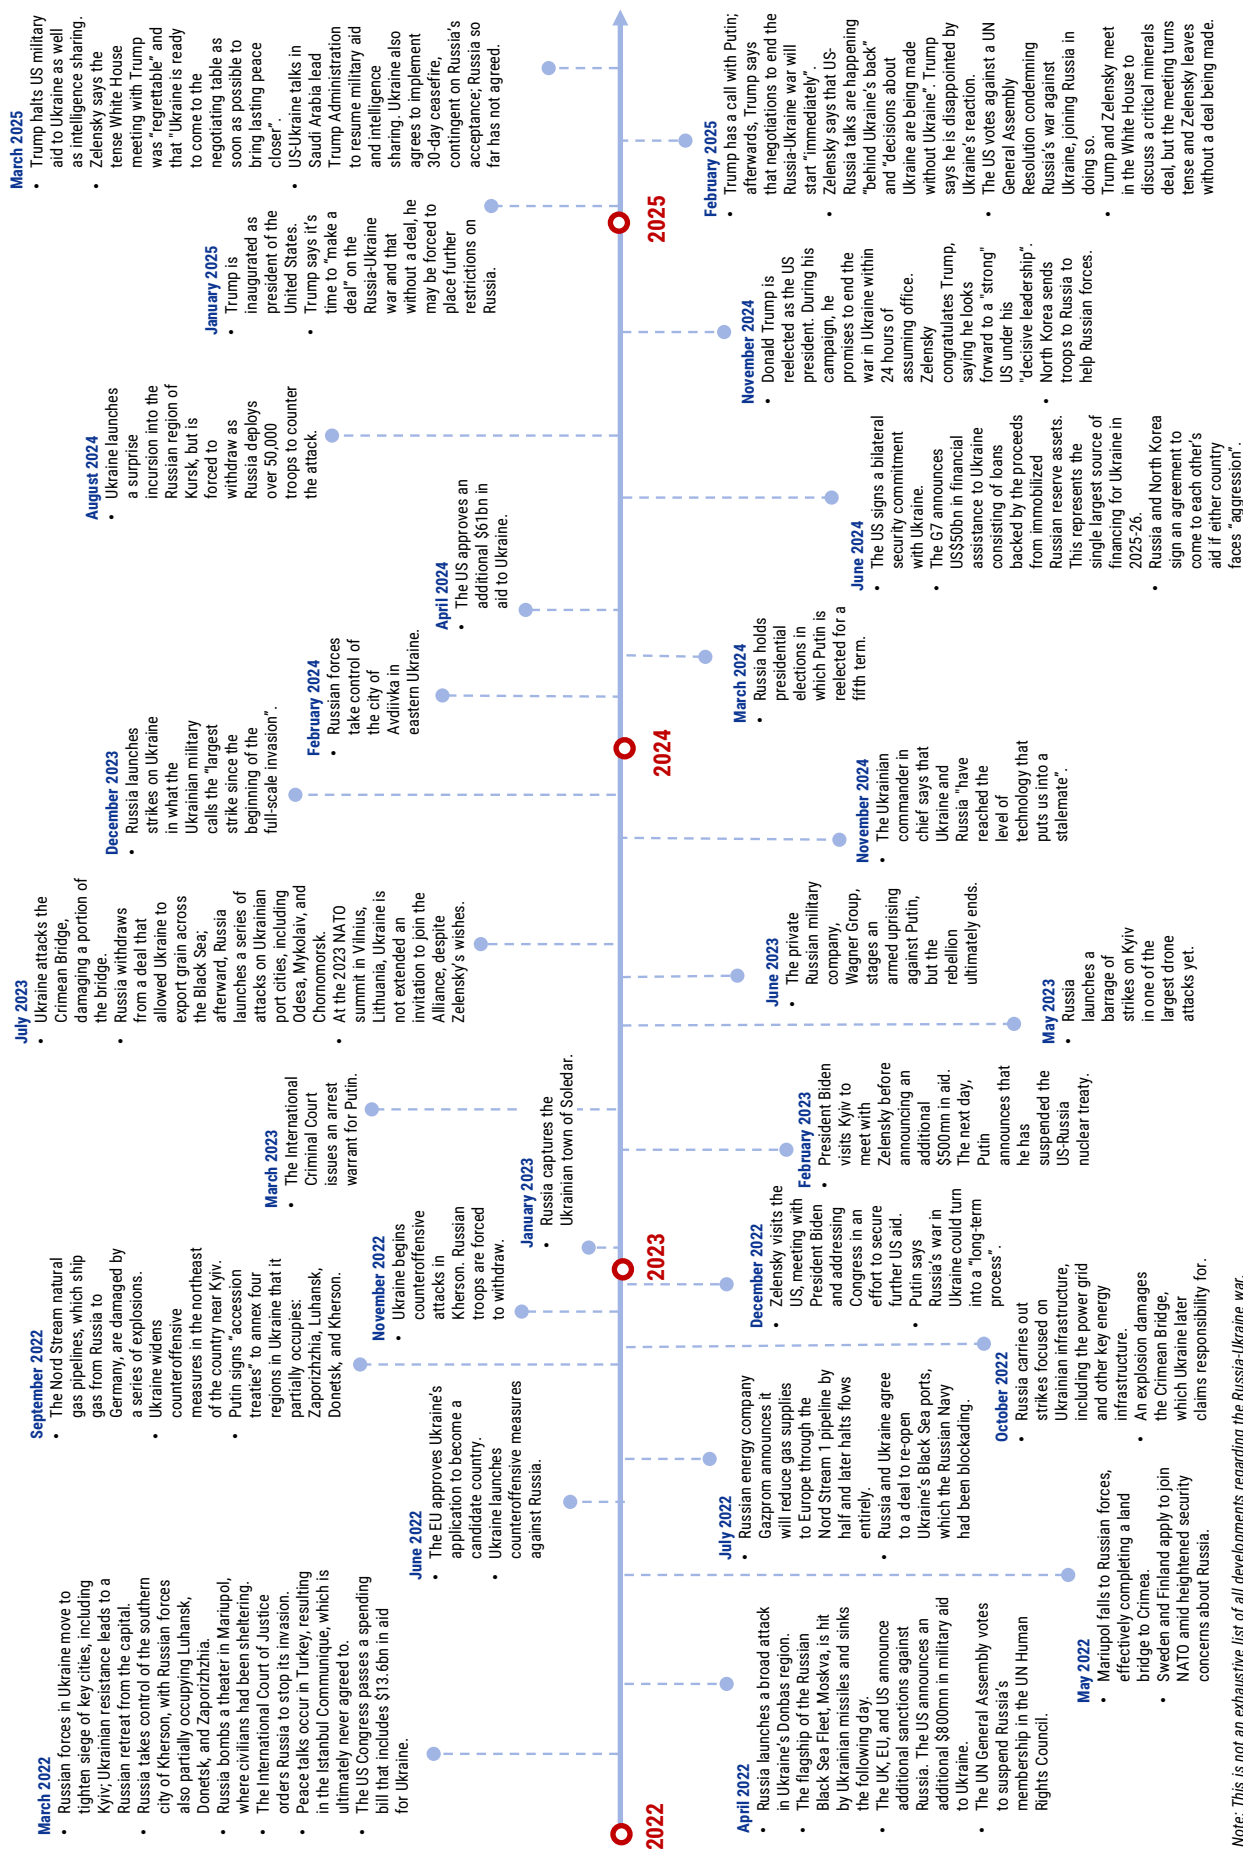 March 2022
• Russian forces in Ukraine move to
tighten siege of key cities, including
Kyiv; Ukrainian resistance leads to a
Russian retreat from the capital.
• Russia takes control of the southern
city of Kherson, with Russian forces
also partially occupying Luhansk,
Donetsk, and Zaporizhzhia.
• Russia bombs a theater in Mariupol,
where civilians had been sheltering.
• The International Court of Justice
orders Russia to stop its invasion.
• Peace talks occur in Turkey, resulting
in the Istanbul Communique, which is
ultimately never agreed to.
• The US Congress passes a spending
bill that includes $13.6bn in aid
for Ukraine.
June 2022
• The EU approves Ukraine's
application to become a
candidate country.
• Ukraine launches
counteroffensive measures
against Russia.
September 2022
• The Nord Stream natural
gas pipelines, which ship
gas from Russia to
Germany, are damaged by
a series of explosions.
• Ukraine widens
counteroffensive
measures in the northeast
of the country near Kyiv.
• Putin signs “accession
treaties” to annex four
regions in Ukraine that it
partially occupies:
Zaporizhzhia, Luhansk,
Donetsk, and Kherson.
November 2022
• Ukraine begins
counteroffensive
attacks in
Kherson. Russian
troops are forced
to withdraw.
January 2023
• Russia captures the
Ukrainian town of Soledar.
March 2023
• The International
Criminal Court
issues an arrest
warrant for Putin.
July 2023
• Ukraine attacks the
Crimean Bridge,
damaging a portion of
the bridge.
• Russia withdraws
from a deal that
allowed Ukraine to
export grain across
the Black Sea;
afterward, Russia
launches a series of
attacks on Ukrainian
port cities, including
Odesa, Mykolaiv, and
Chomorosk.
• At the 2023 NATO
summit in Vilnius,
Lithuania, Ukraine is
not extended an
invitation to join the
Alliance, despite
Zelensky's wishes.
December 2023
• Russia launches
strikes on Ukraine
in what the
Ukrainian military
calls the “largest
strike since the
beginning of the
full-scale invasion”.
February 2024
• Russian forces
take control of
the city of
Avdiivka in
eastern Ukraine.
April 2024
• The US approves an
additional $61bn in
aid to Ukraine.
August 2024
• Ukraine launches
a surprise
incursion into the
Russian region of
Kursk, but is
forced to
withdraw as
Russia deploys
over 50,000
troops to counter
the attack.
January 2025
• Trump is
inaugurated as
president of the
United States.
• Trump says it's
time to “make a
deal” on the
Russia-Ukraine
war and that
without a deal, he
may be forced to
place further
restrictions on
Russia.
March 2025
• Trump halts US military
aid to Ukraine as well
as intelligence sharing.
• Zelensky says the
tense White House
meeting with Trump
was “regrettable” and
that "Ukraine is ready
to come to the
negotiating table as
soon as possible to
bring lasting peace
closer”.
• US-Ukraine talks in
Saudi Arabia lead
Trump Administration
to resume military aid
and intelligence
sharing. Ukraine also
agrees to implement
30-day ceasefire,
contingent on Russia's
acceptance; Russia so
far has not agreed.
2022
2023
2024
2025
April 2022
• Russia launches a broad attack
in Ukraine's Donbas region.
• The flagship of the Russian
Black Sea Fleet, Moskva, is hit
by Ukrainian missiles and sinks
the following day.
• The UK, EU, and US announce
additional sanctions against
Russia. The US announces an
additional $800mn in military aid
to Ukraine.
• The UN General Assembly votes
to suspend Russia's
membership in the UN Human
Rights Council.
May 2022
• Mariupol falls to Russian forces,
effectively completing a land
bridge to Crimea.
• Sweden and Finland apply to join
NATO amid heightened security
concerns about Russia.
July 2022
• Russian energy company
Gazprom announces it
will reduce gas supplies
to Europe through the
Nord Stream 1 pipeline by
half and later halts flows
entirely.
• Russia and Ukraine agree
to a deal to re-open
Ukraine's Black Sea ports,
which the Russian Navy
had been blockading.
October 2022
• Russia carries out
strikes focused on
Ukrainian infrastructure,
including the power grid
and other key energy
infrastructure.
• An explosion damages
the Crimean Bridge,
which Ukraine later
claims responsibility for.
December 2022
• Zelensky visits the
US, meeting with
President Biden
and addressing
Congress in an
effort to secure
further US aid.
• Putin says
Russia's war in
Ukraine could turn
into a “long-term
process”.
February 2023
• President Biden
visits Kyiv to
meet with
Zelensky before
announcing an
additional
$500mn in aid.
The next day,
Putin
announces that
he has
suspended the
US-Russia
nuclear treaty.
May 2023
• Russia
launches a
barrage of
strikes on Kyiv
in one of the
largest drone
attacks yet.
June 2023
• The private
Russian military
company,
Wagner Group,
stages an
armed uprising
against Putin,
but the
rebellion
ultimately ends.
November 2024
• The Ukrainian
commander in
chief says that
Ukraine and
Russia "have
reached the
level of
technology that
puts us into a
stalemate”.
March 2024
• Russia holds
presidential
elections in
which Putin is
reelected for a
fifth term.
June 2024
• The US signs a bilateral
security commitment
with Ukraine.
• The G7 announces
US$50bn in financial
assistance to Ukraine
consisting of loans
backed by the proceeds
from immobilized
Russian reserve assets.
This represents the
single largest source of
financing for Ukraine in
2025-26.
• Russia and North Korea
sign an agreement to
come to each other's
aid if either country
faces “aggression”.
November 2024
• Donald Trump is
reelected as the US
president. During his
campaign, he
promises to end the
war in Ukraine within
24 hours of
assuming office.
Zelensky
congratulates Trump,
saying he looks
forward to a "strong"
US under his
"decisive leadership".
• North Korea sends
troops to Russia to
help Russian forces.
February 2025
• Trump has a call with Putin;
afterwards, Trump says
that negotiations to end the
Russia-Ukraine war will
start “immediately”.
• Zelensky says that US-
Russia talks are happening
“behind Ukraine's back”
and “decisions about
Ukraine are being made
without Ukraine”. Trump
says he is disappointed by
Ukraine's reaction.
• The US votes against a UN
General Assembly
Resolution condemning
Russia's war against
Ukraine, joining Russia in
doing so.
• Trump and Zelensky meet
in the White House to
discuss a critical minerals
deal, but the meeting turns
tense and Zelensky leaves
without a deal being made.
Note: This is not an exhaustive list of all developments regarding the Russia-Ukraine war.